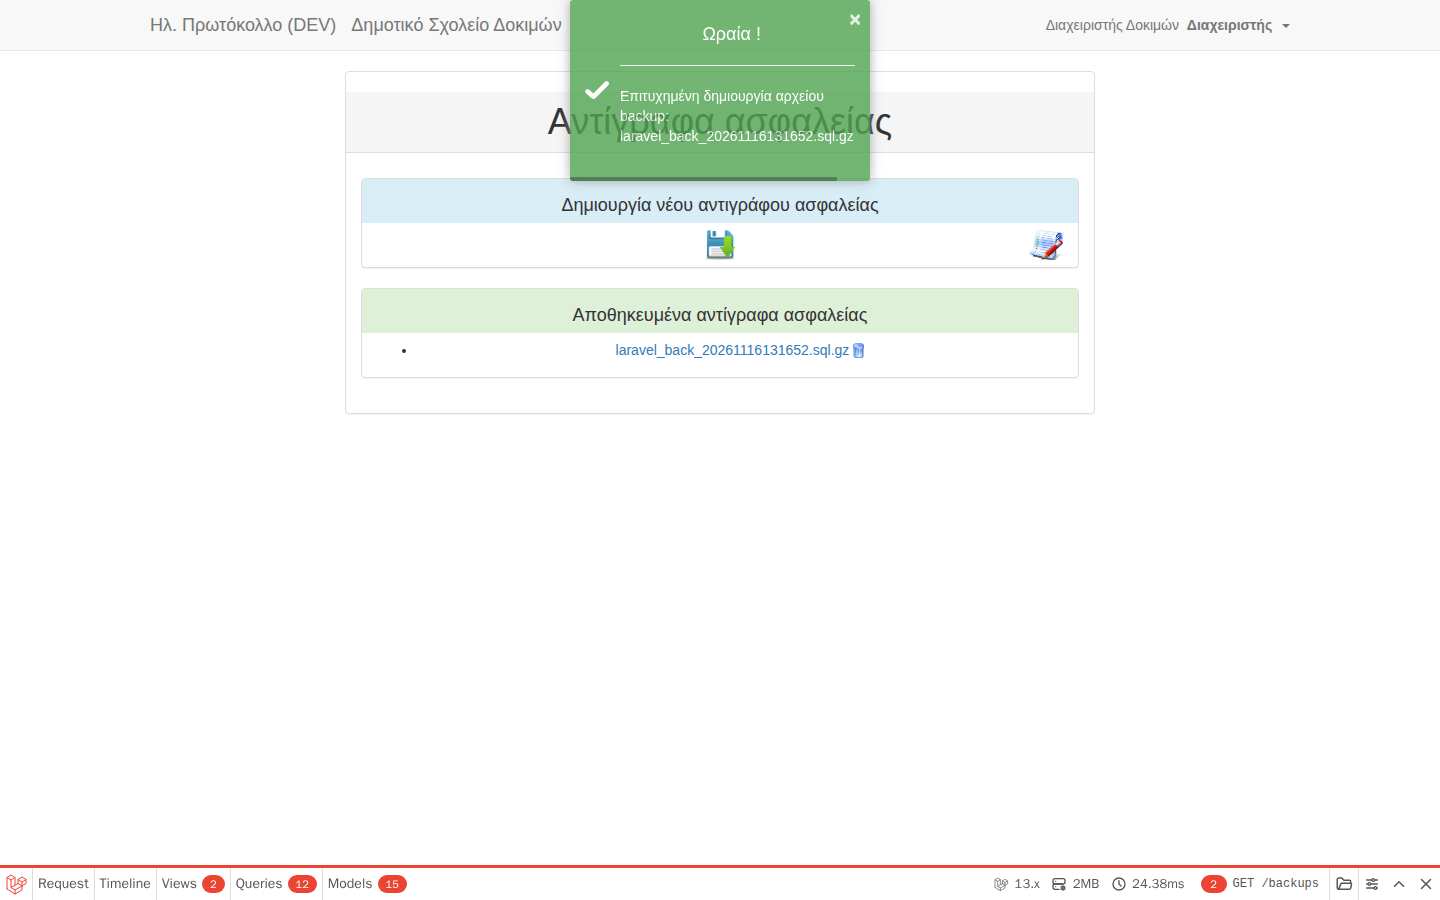 Ηλ. Πρωτόκολλο (DEV) Δημοτικό Σχολείο Δοκιμών
Διαχειριστής Δοκιμών Διαχειριστής
×
Ωραία !
Επιτυχημένη δημιουργία αρχείου
backup:
laravel_back_20261116131652.sql.gz
Αντίγραφα ασφαλείας
Δημιουργία νέου αντιγράφου ασφαλείας
Αποθηκευμένα αντίγραφα ασφαλείας
• laravel_back_20261116131652.sql.gz
Request Timeline Views 2 Queries 12 Models 15 13.x 2MB 24.38ms 2 GET /backups